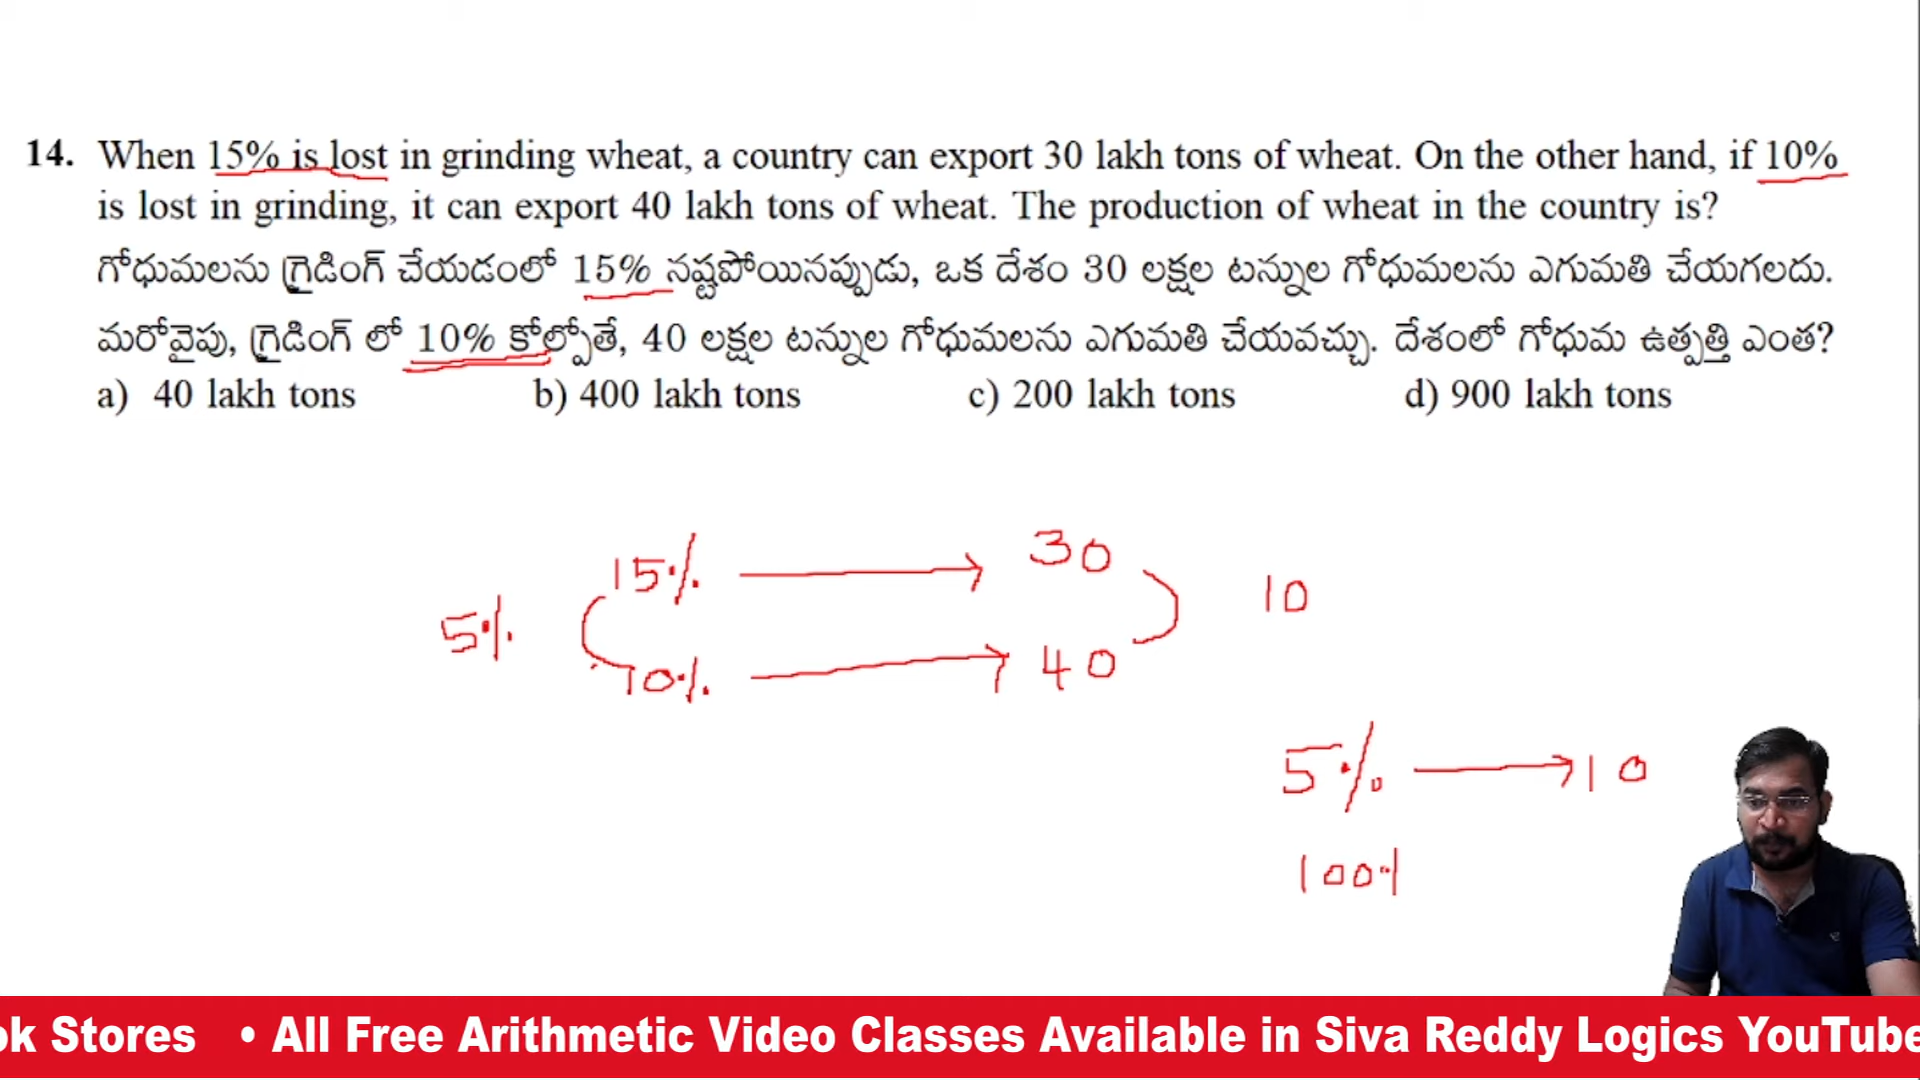 14. When 15% is lost in grinding wheat, a country can export 30 lakh tons of wheat. On the other hand, if 10%
is lost in grinding, it can export 40 lakh tons of wheat. The production of wheat in the country is?
గోధుమలను గ్రైడింగ్ చేయడంలో 15% నష్టపోయినప్పుడు, ఒక దేశం 30 లక్షల టన్నుల గోధుమలను ఎగుమతి చేయగలదు.
మరోవైపు, గ్రైడింగ్ లో 10% కోల్పోతే, 40 లక్షల టన్నుల గోధుమలను ఎగుమతి చేయవచ్చు. దేశంలో గోధుమ ఉత్పత్తి ఎంత?
a) 40 lakh tons b) 400 lakh tons c) 200 lakh tons d) 900 lakh tons
15% 30
5% 10
10% 40
5% 10
100%
ok Stores • All Free Arithmetic Video Classes Available in Siva Reddy Logics YouTube